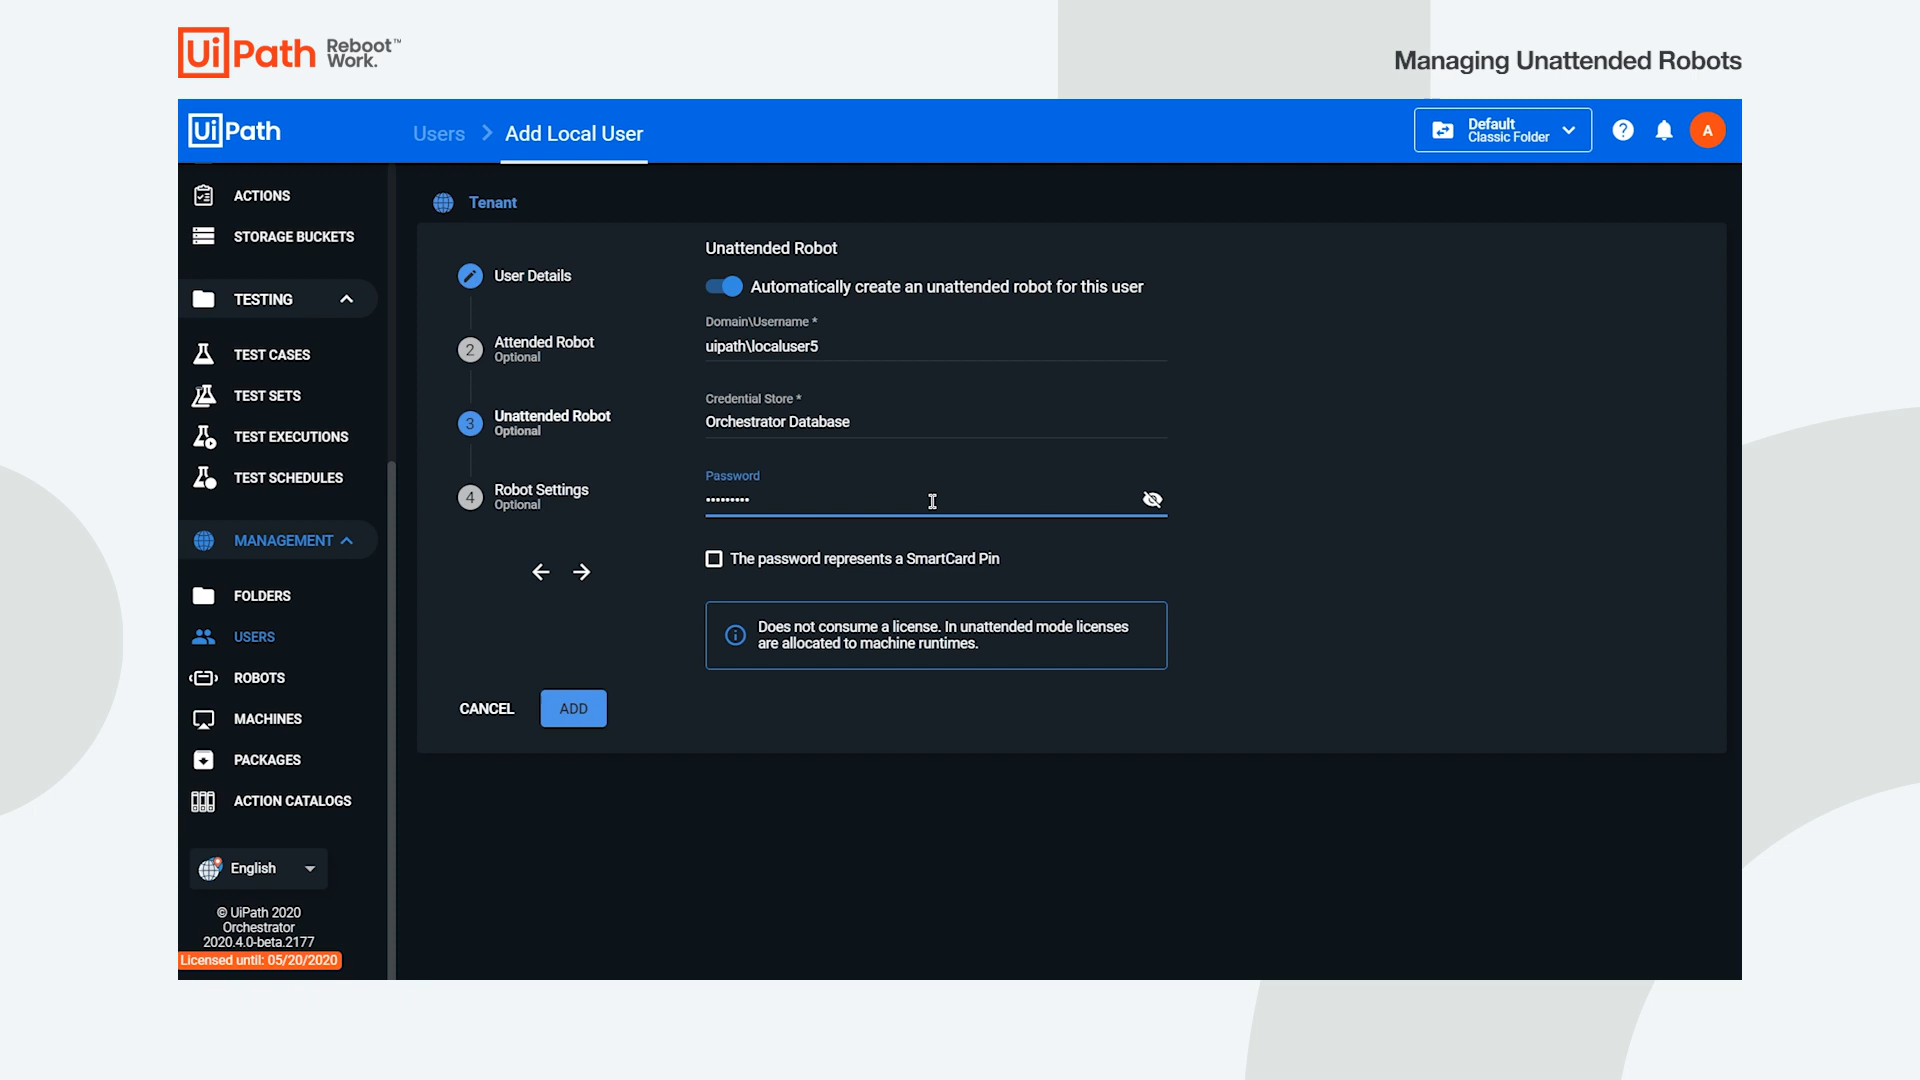 UiPath Reboot Work.™
Managing Unattended Robots
UiPath
Users > Add Local User
Default
Classic Folder
?
A
ACTIONS
STORAGE BUCKETS
TESTING
TEST CASES
TEST SETS
TEST EXECUTIONS
TEST SCHEDULES
MANAGEMENT
FOLDERS
USERS
ROBOTS
MACHINES
PACKAGES
ACTION CATALOGS
English
© UiPath 2020
Orchestrator
2020.4.0-beta.2177
Licensed until: 05/20/2020
Tenant
User Details
2 Attended Robot
Optional
3 Unattended Robot
Optional
4 Robot Settings
Optional
CANCEL
ADD
Unattended Robot
Automatically create an unattended robot for this user
Domain\Username *
uipath\localuser5
Credential Store *
Orchestrator Database
Password
•••••••••
The password represents a SmartCard Pin
Does not consume a license. In unattended mode licenses
are allocated to machine runtimes.